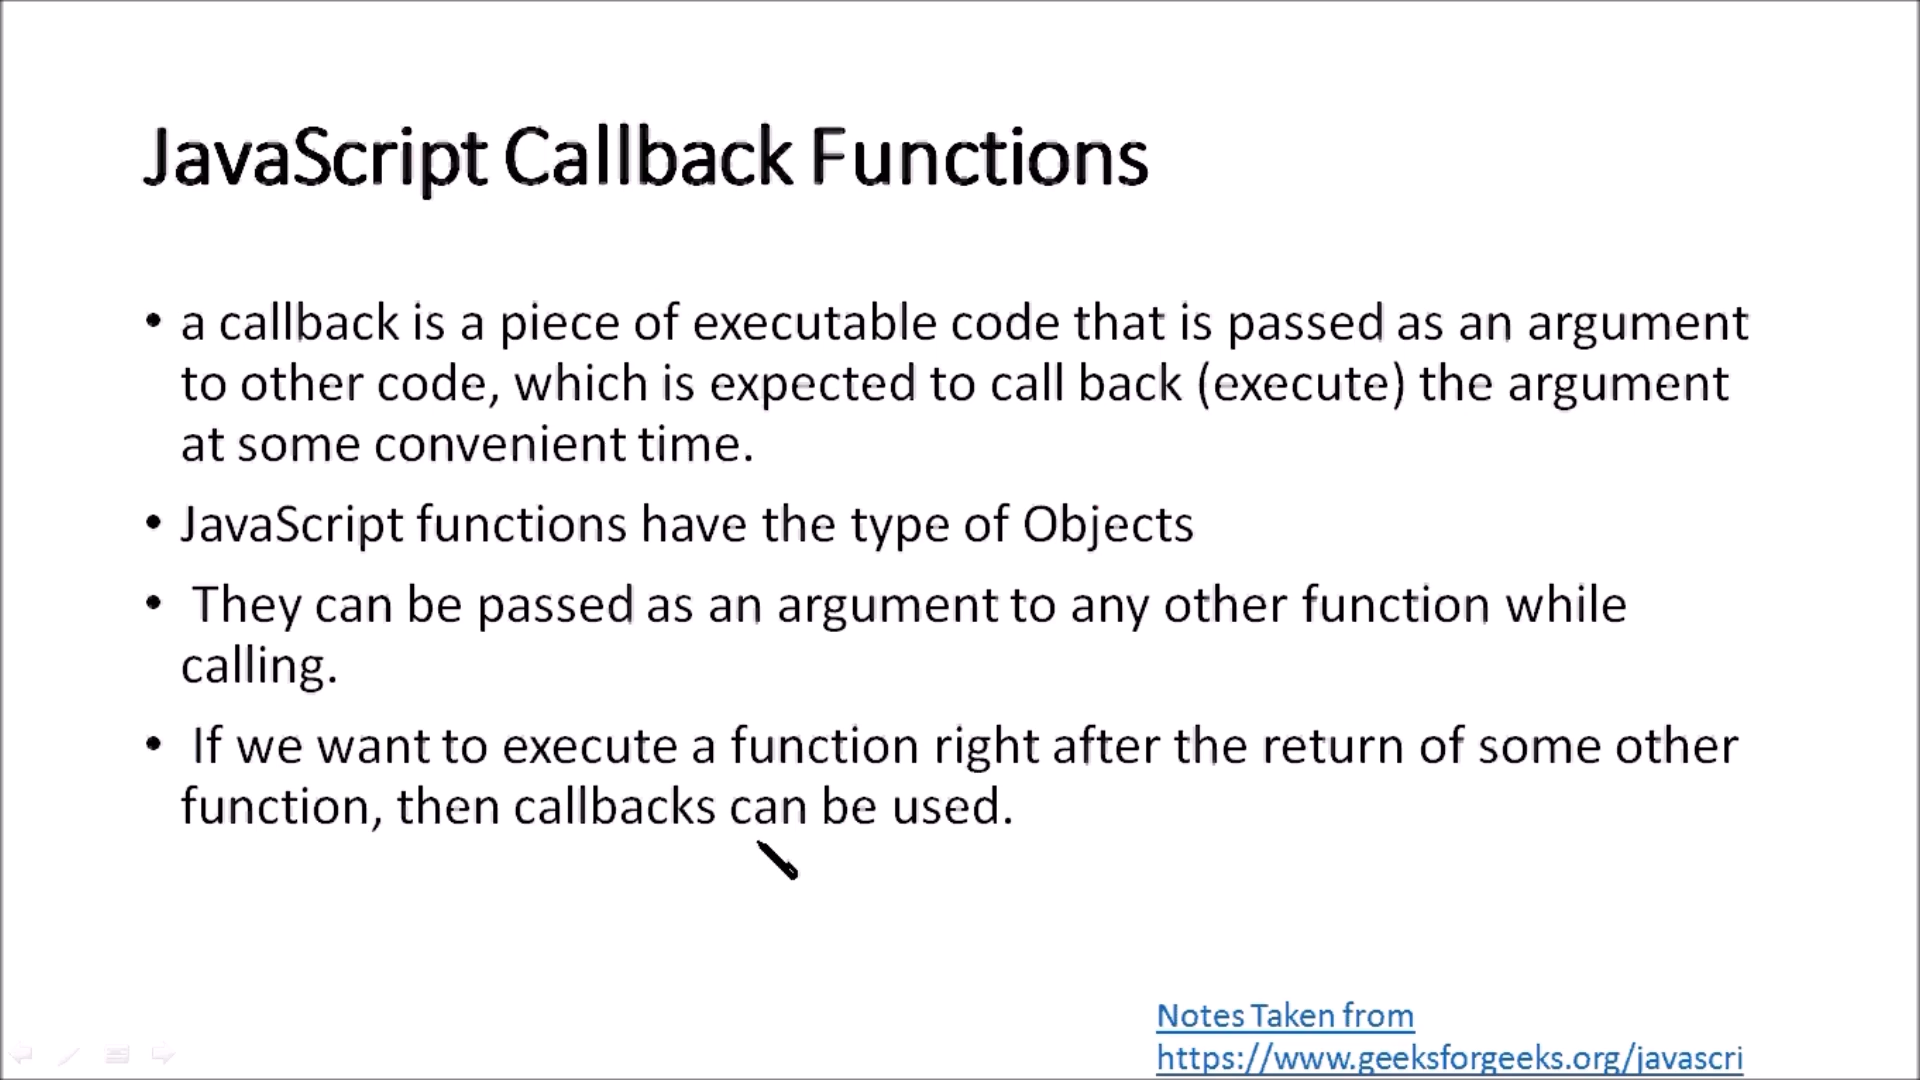 JavaScript Callback Functions
• a callback is a piece of executable code that is passed as an argument
to other code, which is expected to call back (execute) the argument
at some convenient time.
• JavaScript functions have the type of Objects
• They can be passed as an argument to any other function while
calling.
• If we want to execute a function right after the return of some other
function, then callbacks can be used.
Notes Taken from
https://www.geeksforgeeks.org/javascri